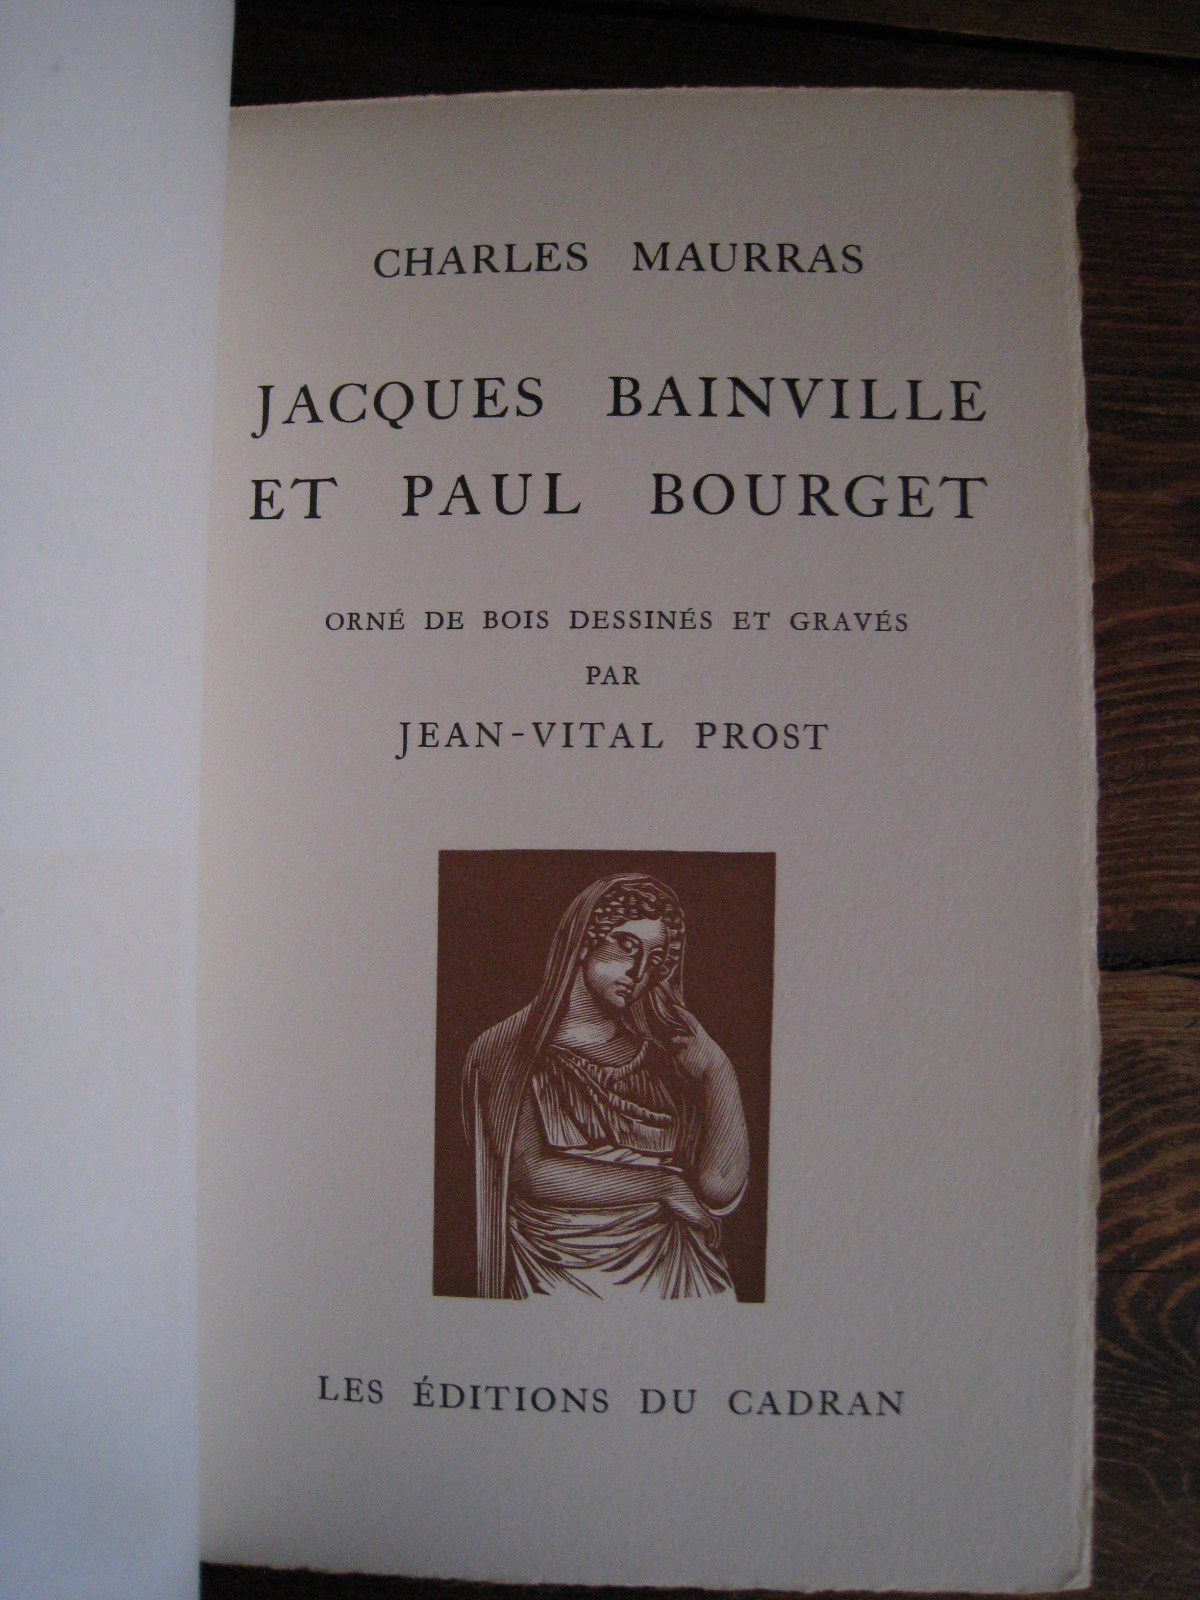 CHARLES MAURRAS
JACQUES BAINVILLE
ET PAUL BOURGET
ORNÉ DE BOIS DESSINÉS ET GRAVÉS
PAR
JEAN-VITAL PROST
LES ÉDITIONS DU CADRAN